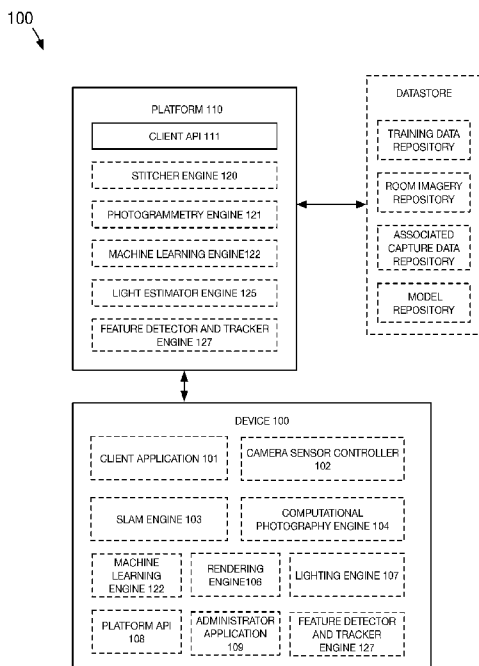 100
PLATFORM 110
CLIENT API 111
STITCHER ENGINE 120
PHOTOGRAMMETRY ENGINE 121
MACHINE LEARNING ENGINE122
LIGHT ESTIMATOR ENGINE 125
FEATURE DETECTOR AND TRACKER
ENGINE 127
DATASTORE
TRAINING DATA
REPOSITORY
ROOM IMAGERY
REPOSITORY
ASSOCIATED
CAPTURE DATA
REPOSITORY
MODEL
REPOSITORY
DEVICE 100
CLIENT APPLICATION 101
CAMERA SENSOR CONTROLLER
102
SLAM ENGINE 103
COMPUTATIONAL
PHOTOGRAPHY ENGINE 104
MACHINE
LEARNING
ENGINE 122
RENDERING
ENGINE106
LIGHTING ENGINE 107
PLATFORM API
108
ADMINISTRATOR
APPLICATION
109
FEATURE DETECTOR
AND TRACKER
ENGINE 127